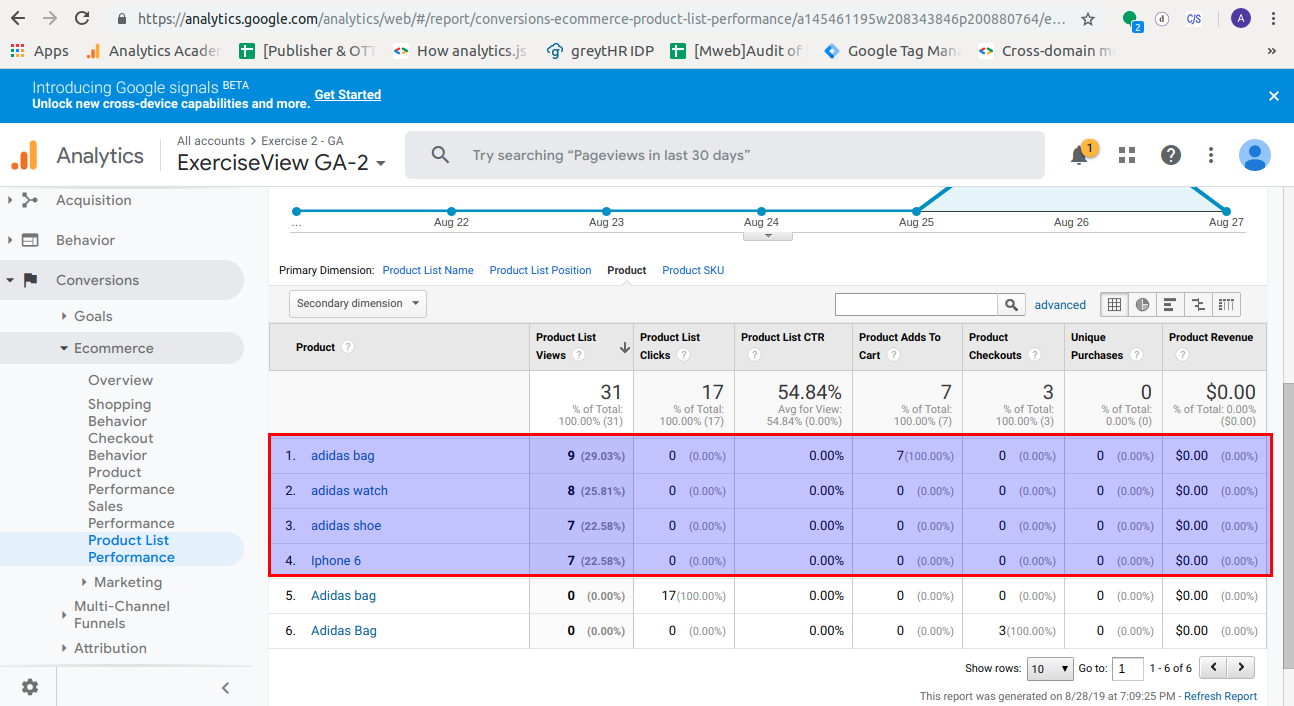 https://analytics.google.com/analytics/web/#/report/conversions-ecommerce-product-list-performance/a145461195w208343846p200880764/e...
2 d C/S A
Apps Analytics Acade [Publisher & OTT How analytics.js greytHR IDP [Mweb]Audit of Google Tag Mana Cross-domain m »
Introducing Google signals BETA
Unlock new cross-device capabilities and more. Get Started
Analytics
All accounts > Exercise 2 - GA
ExerciseView GA-2
Try searching “Pageviews in last 30 days”
1
Acquisition
Behavior
Conversions
Goals
Ecommerce
Overview
Shopping
Behavior
Checkout
Behavior
Product
Performance
Sales
Performance
Product List
Performance
Marketing
Multi-Channel
Funnels
Attribution
... Aug 22 Aug 23 Aug 24 Aug 25 Aug 26 Aug 27
Primary Dimension: Product List Name Product List Position Product Product SKU
Secondary dimension advanced
Product ? Product List Views ? Product List Clicks ? Product List CTR ? Product Adds To Cart ? Product Checkouts ? Unique Purchases ? Product Revenue ?
31 17 54.84% 7 3 0 $0.00
% of Total: % of Total: Avg for View: % of Total: % of Total: % of Total: % of Total: 0.00%
100.00% (31) 100.00% (17) 54.84% (0.00%) 100.00% (7) 100.00% (3) 0.00% (0) ($0.00)
1. adidas bag 9 (29.03%) 0 (0.00%) 0.00% 7(100.00%) 0 (0.00%) 0 (0.00%) $0.00 (0.00%)
2. adidas watch 8 (25.81%) 0 (0.00%) 0.00% 0 (0.00%) 0 (0.00%) 0 (0.00%) $0.00 (0.00%)
3. adidas shoe 7 (22.58%) 0 (0.00%) 0.00% 0 (0.00%) 0 (0.00%) 0 (0.00%) $0.00 (0.00%)
4. Iphone 6 7 (22.58%) 0 (0.00%) 0.00% 0 (0.00%) 0 (0.00%) 0 (0.00%) $0.00 (0.00%)
5. Adidas bag 0 (0.00%) 17(100.00%) 0.00% 0 (0.00%) 0 (0.00%) 0 (0.00%) $0.00 (0.00%)
6. Adidas Bag 0 (0.00%) 0 (0.00%) 0.00% 0 (0.00%) 3(100.00%) 0 (0.00%) $0.00 (0.00%)
Show rows: 10 Go to: 1 1 - 6 of 6
This report was generated on 8/28/19 at 7:09:25 PM - Refresh Report